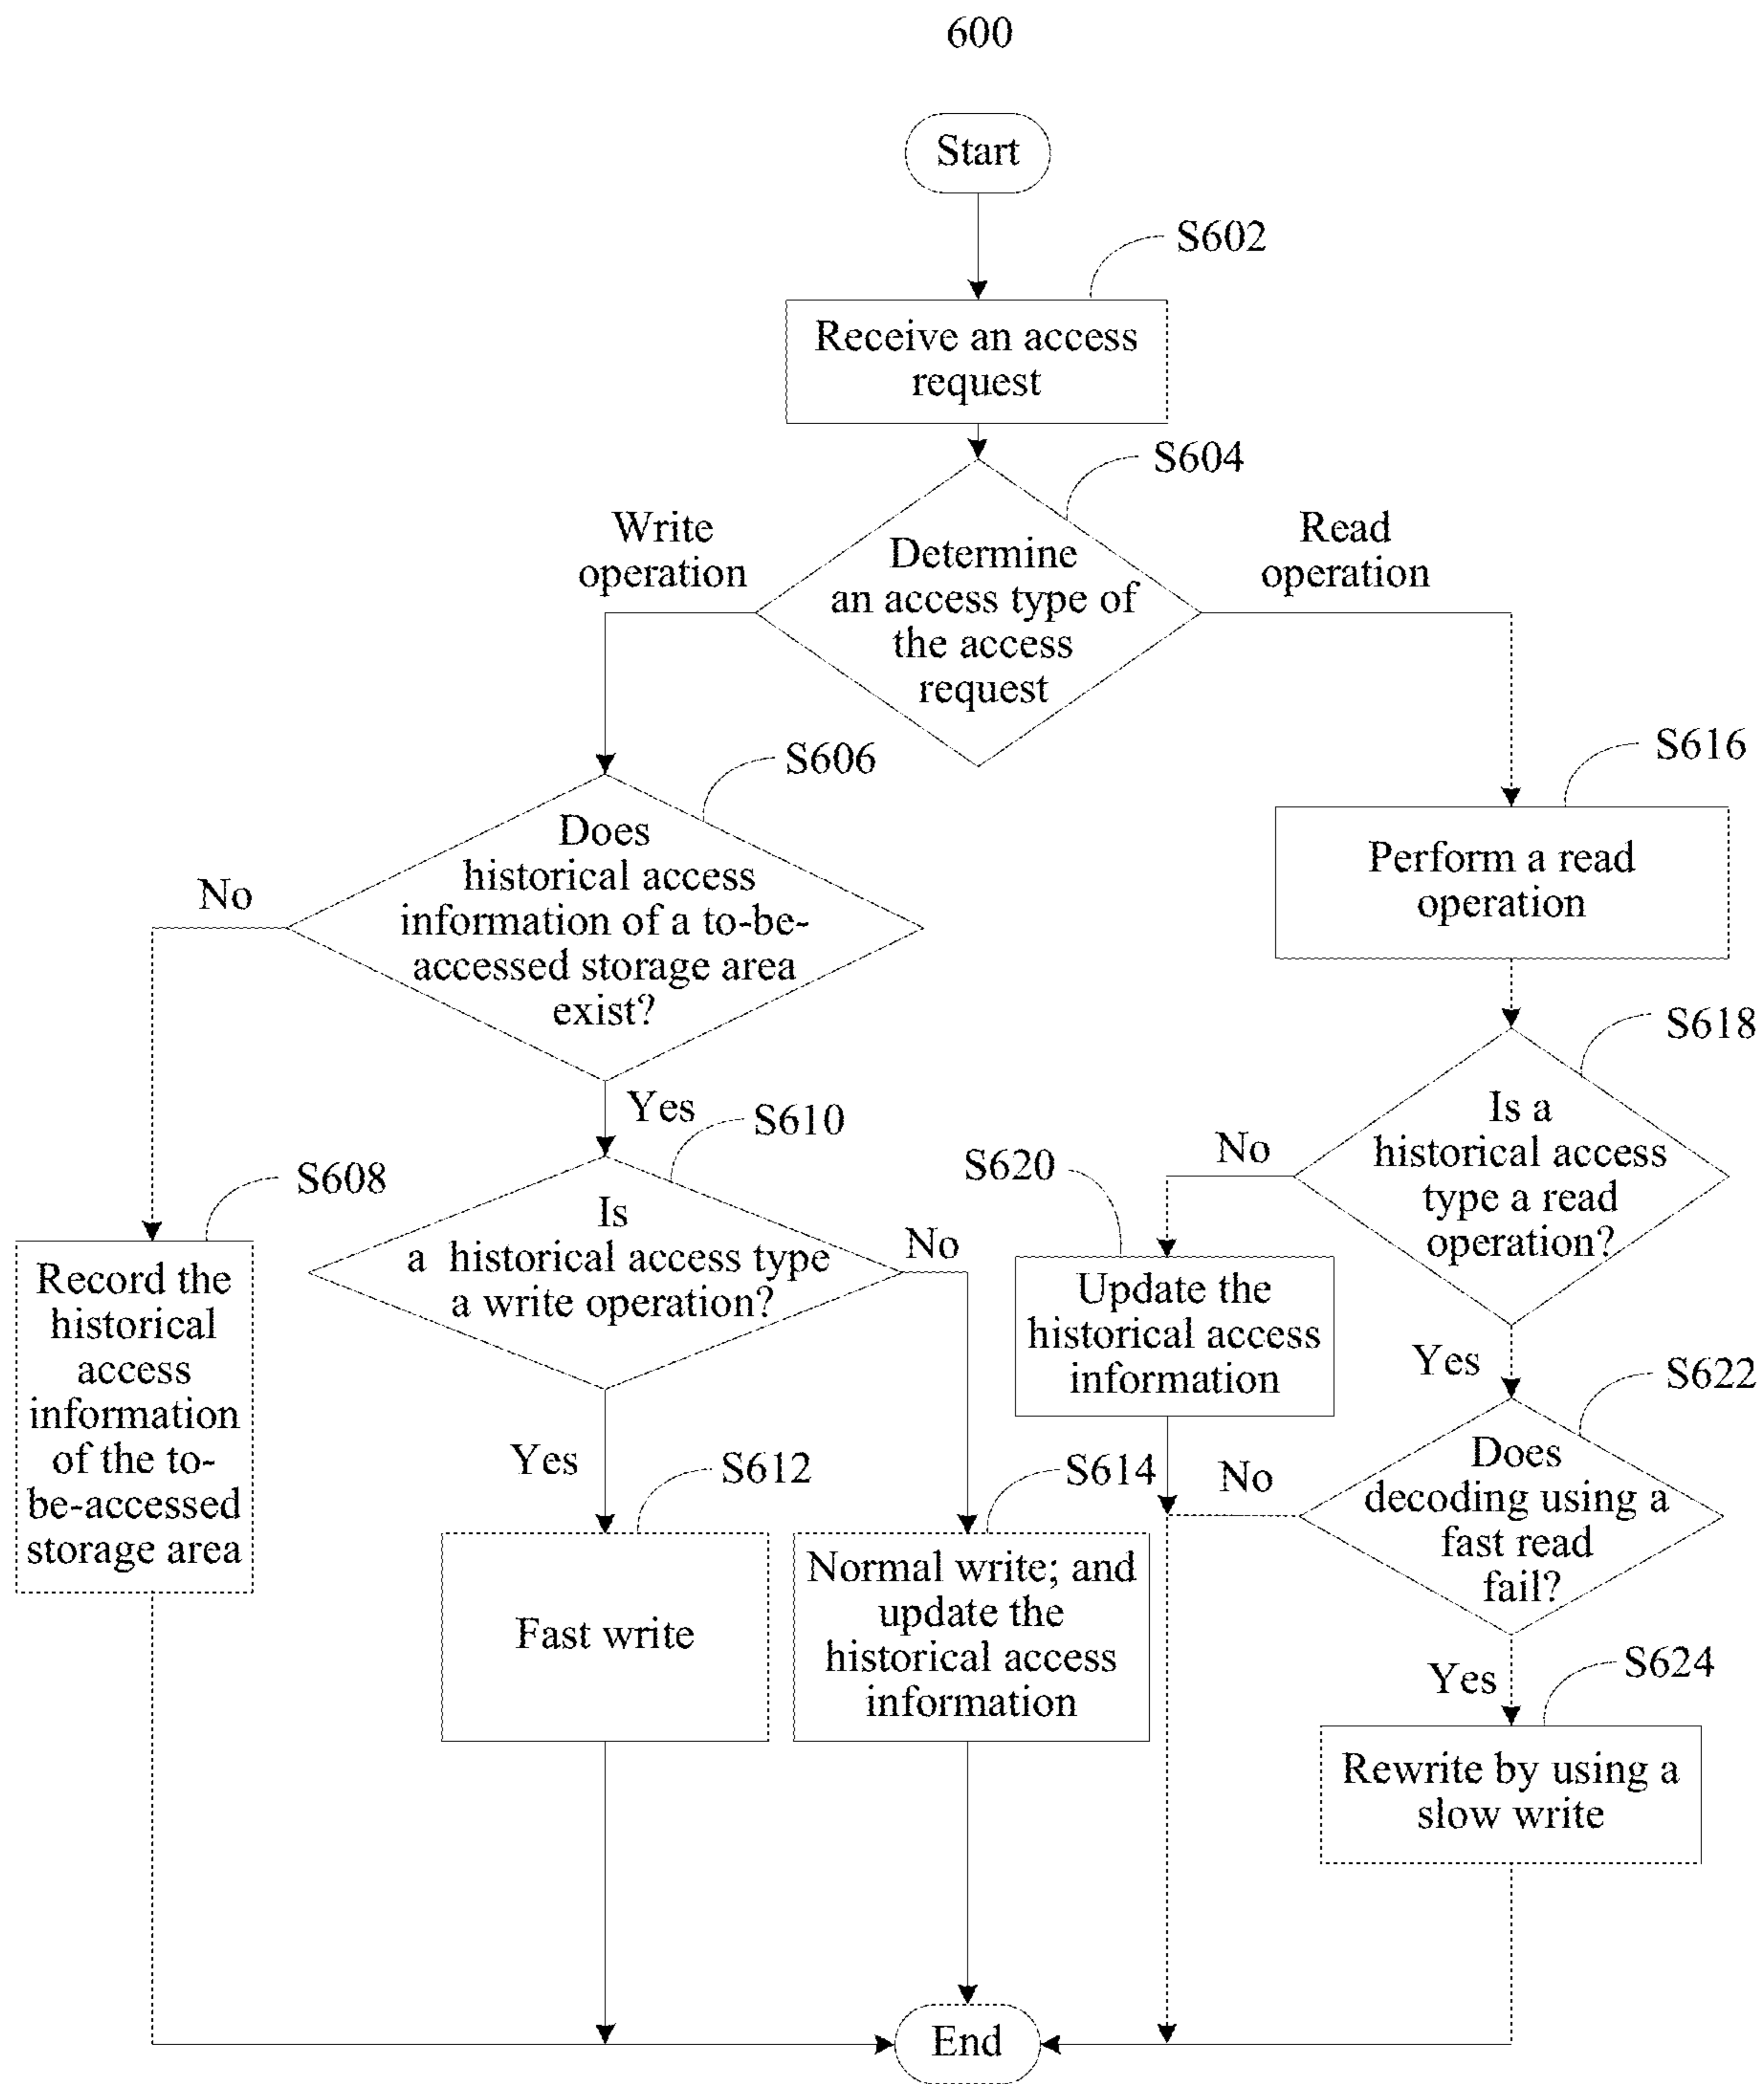 600
Start
S602
Receive an access
request
S604
Write
operation
Determine
an access type of
the access
request
Read
operation
S606
Does
historical access
information of a to-be-
accessed storage area
exist?
No
Yes
S608
Record the
historical
access
information
of the to-
be-accessed
storage area
S610
Is
a historical access type
a write operation?
No
Yes
S612
Fast write
S614
Normal write; and
update the
historical access
information
S616
Perform a read
operation
S618
Is a
historical access
type a read
operation?
No
S620
Update the
historical access
information
Yes
S622
Does
decoding using a
fast read
fail?
No
Yes
S624
Rewrite by using a
slow write
End